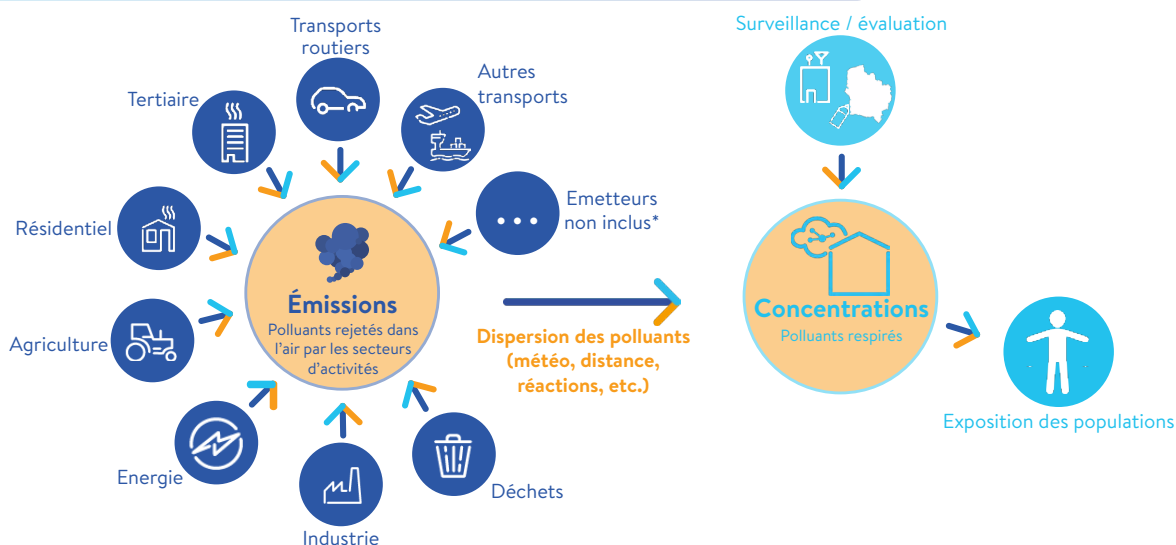 Transports
routiers
Autres
transports
Tertiaire
Emetteurs
non inclus*
Résidentiel
Émissions
Polluants rejetés dans
l'air par les secteurs
d'activités
Agriculture
Energie
Industrie
Déchets
Dispersion des polluants
(météo, distance,
réactions, etc.)
Surveillance / évaluation
Concentrations
Polluants respirés
Exposition des populations